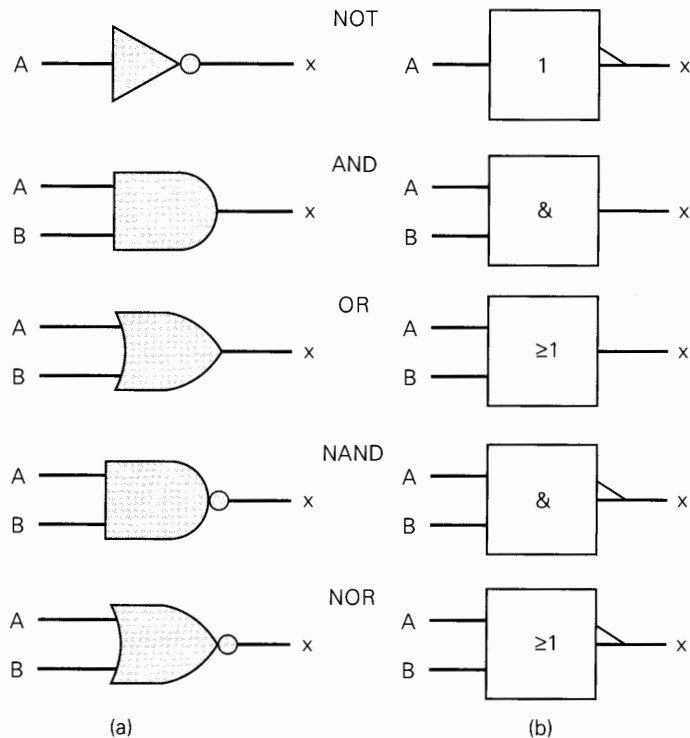 NOT
A x A 1 x
AND
A A
x & x
B B
OR
A A
x ≥1 x
B B
NAND
A A
x & x
B B
NOR
A A
x ≥1 x
B B
(a) (b)